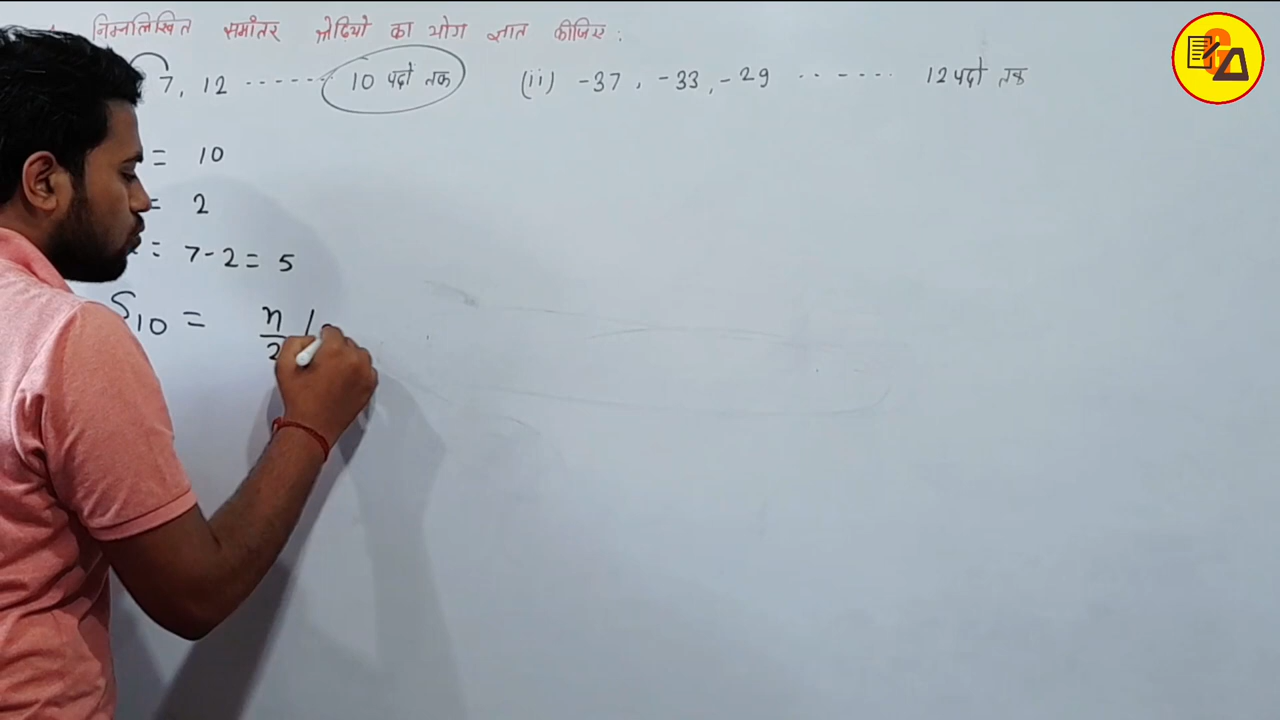 निम्नलिखित समांतर श्रेढ़ियो का योग ज्ञात कीजिए :
7, 12 ------- 10 पदो तक (ii) -37 , -33 , -29 ------- 12 पदो तक
= 10
= 2
= 7-2 = 5
S10 = n/2